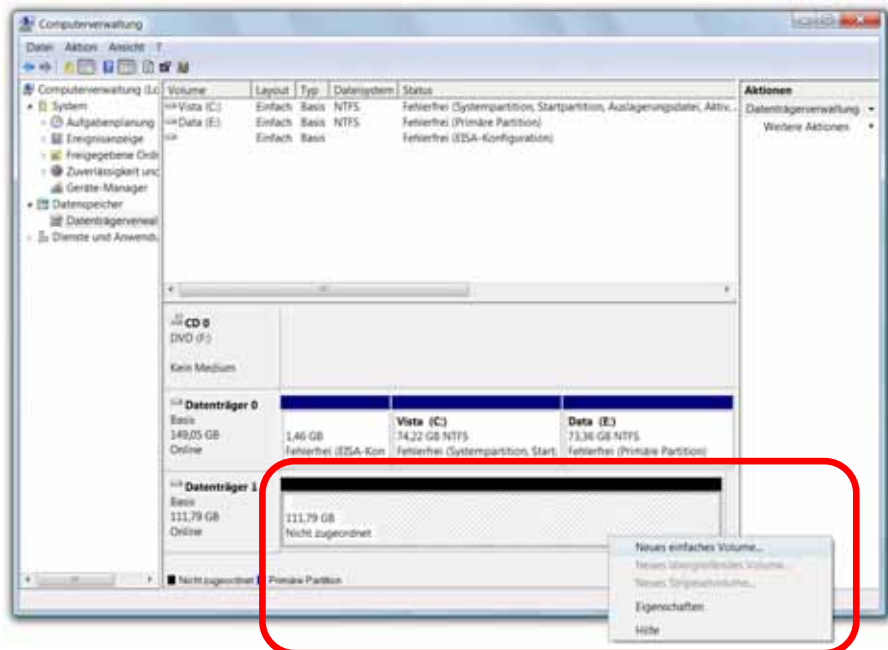 Computerverwaltung
Datei Aktion Ansicht ?
Computerverwaltung (Lo
System
Aufgabenplanung
Ereignisanzeige
Freigegebene Ordn
Zuverlässigkeit und
Geräte-Manager
Datenspeicher
Datenträgerverwal
Dienste und Anwendu
Volume Layout Typ Dateisystem Status
Vista (C:) Einfach Basis NTFS Fehlerfrei (Systempartition, Startpartition, Auslagerungsdatei, Aktiv,
Data (E:) Einfach Basis NTFS Fehlerfrei (Primäre Partition)
Einfach Basis Fehlerfrei (EISA-Konfiguration)
Aktionen
Datenträgerverwaltung
Weitere Aktionen
CD 0
DVD (F:)
Kein Medium
Datenträger 0
Basis
149,05 GB
Online
1,46 GB
Fehlerfrei (EISA-Kon
Vista (C:)
74,22 GB NTFS
Fehlerfrei (Systempartition, Start
Data (E:)
73,36 GB NTFS
Fehlerfrei (Primäre Partition)
Datenträger 1
Basis
111,79 GB
Online
111,79 GB
Nicht zugeordnet
Nicht zugeordnet Primäre Partition
Neues einfaches Volume...
Neues übergreifendes Volume...
Neues Stripesetvolume...
Eigenschaften
Hilfe